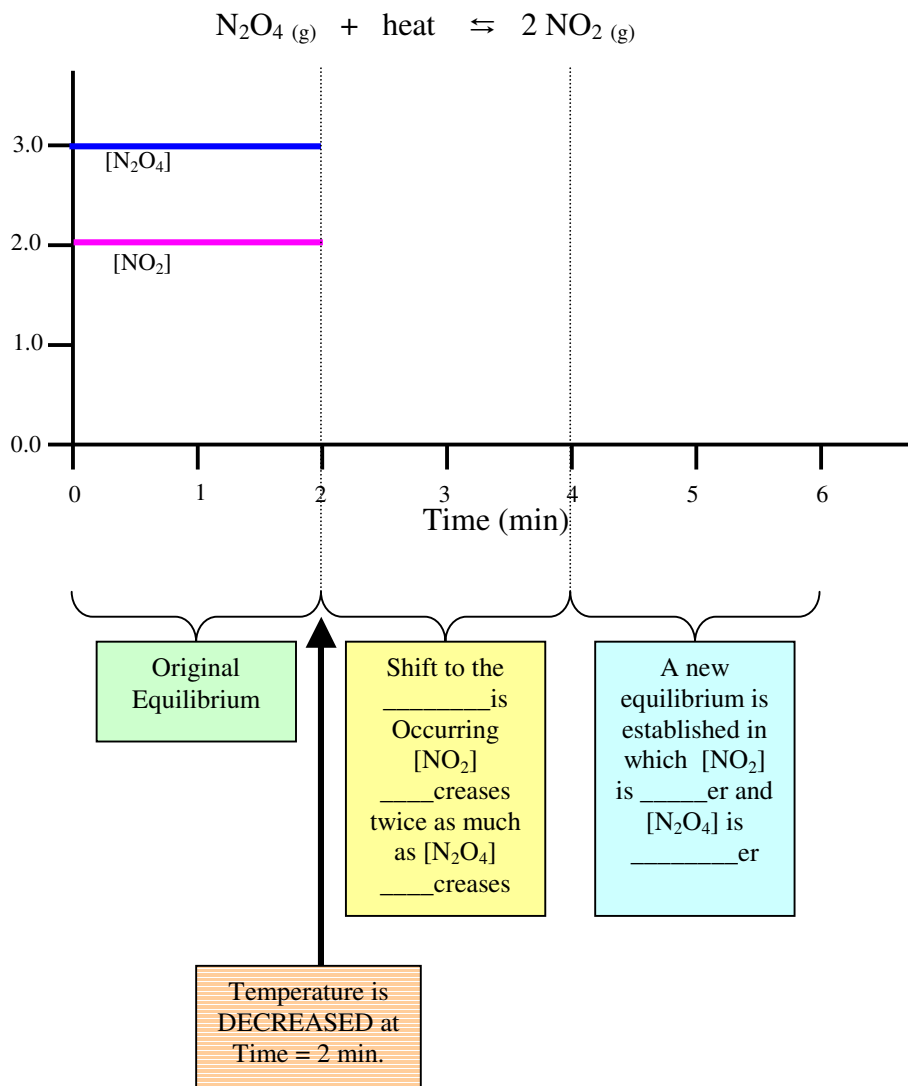 N₂O₄ (g) + heat ⇆ 2 NO₂ (g)
3.0
[N₂O₄]
2.0
[NO₂]
1.0
0.0
0 1 2 3 4 5 6
Time (min)
Original
Equilibrium
Shift to the
________is
Occurring
[NO₂]
____creases
twice as much
as [N₂O₄]
____creases
A new
equilibrium is
established in
which [NO₂]
is _____er and
[N₂O₄] is
________er
Temperature is
DECREASED at
Time = 2 min.